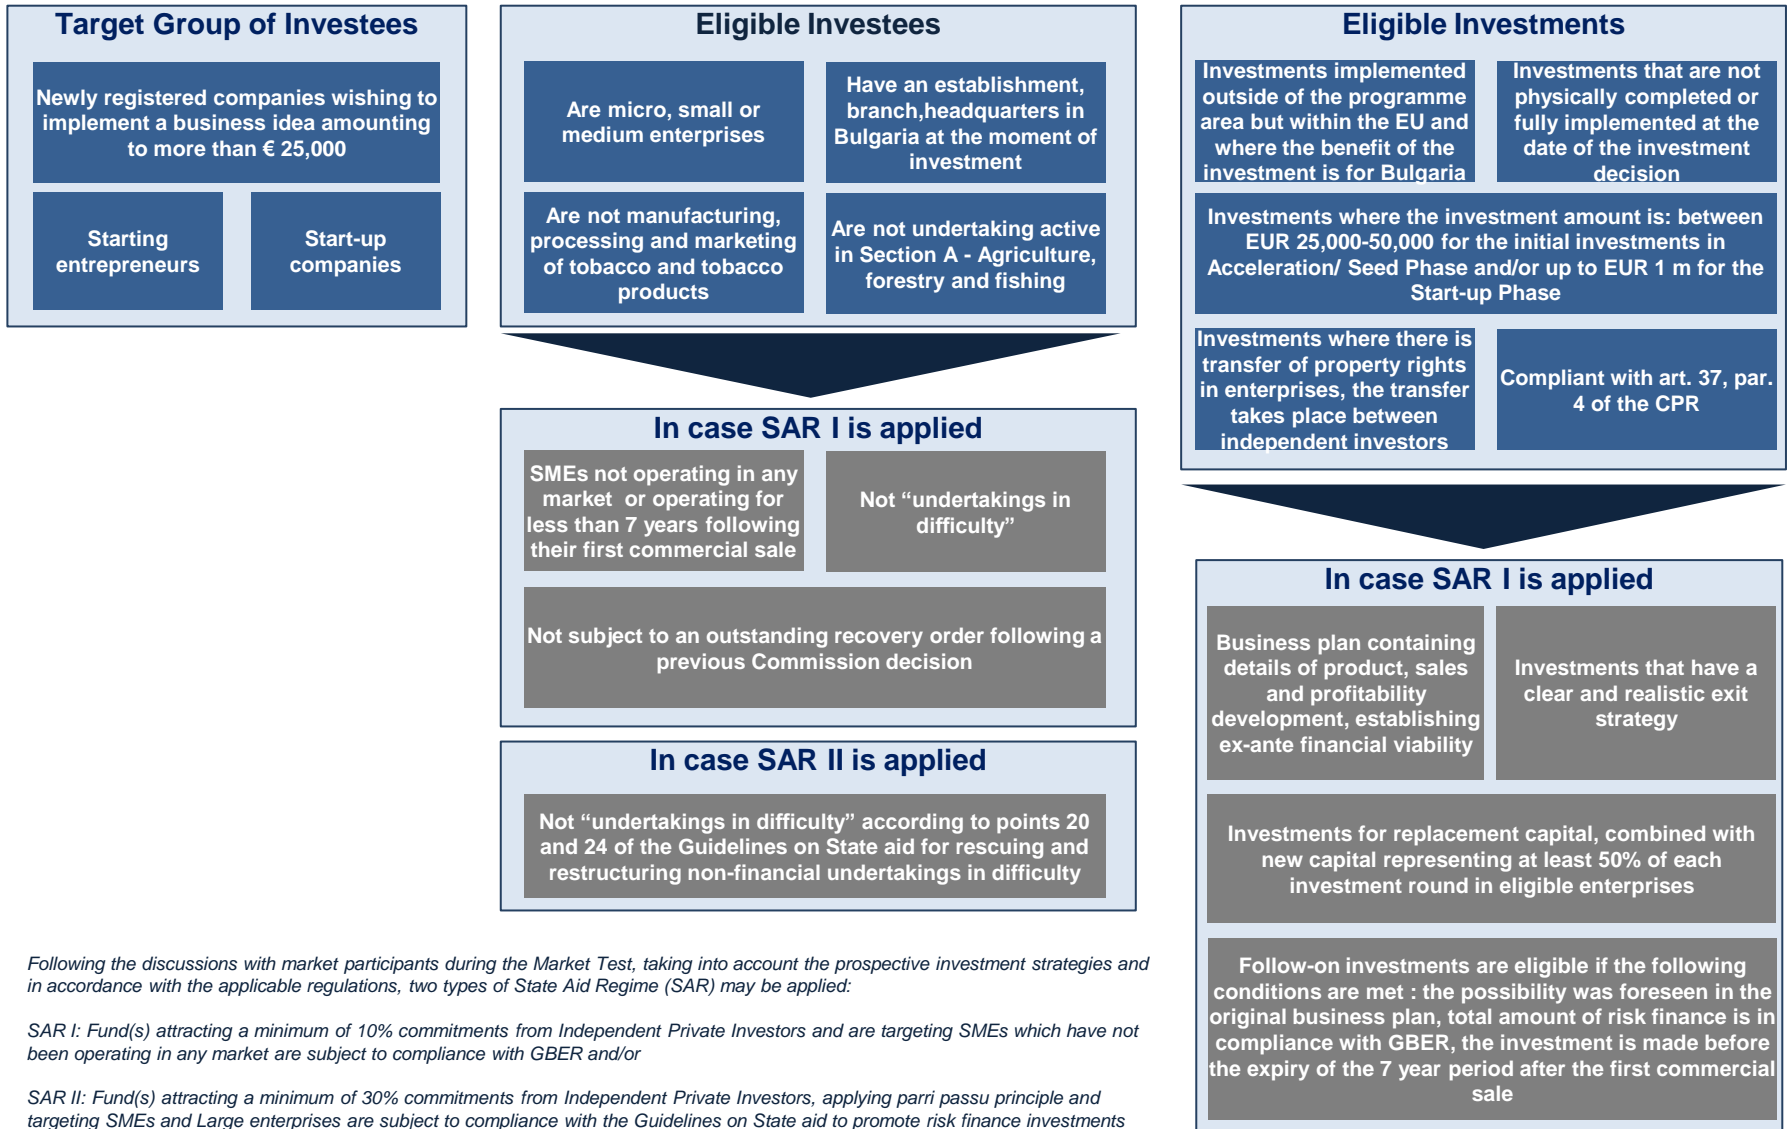 Target Group of Investees
Newly registered companies wishing to
implement a business idea amounting
to more than € 25,000
Starting
entrepreneurs
Start-up
companies
Eligible Investees
Are micro, small or
medium enterprises
Have an establishment,
branch,headquarters in
Bulgaria at the moment of
investment
Are not manufacturing,
processing and marketing
of tobacco and tobacco
products
Are not undertaking active
in Section A - Agriculture,
forestry and fishing
In case SAR I is applied
SMEs not operating in any
market or operating for
less than 7 years following
their first commercial sale
Not “undertakings in
difficulty”
Not subject to an outstanding recovery order following a
previous Commission decision
In case SAR II is applied
Not “undertakings in difficulty” according to points 20
and 24 of the Guidelines on State aid for rescuing and
restructuring non-financial undertakings in difficulty
Eligible Investments
Investments implemented
outside of the programme
area but within the EU and
where the benefit of the
investment is for Bulgaria
Investments that are not
physically completed or
fully implemented at the
date of the investment
decision
Investments where the investment amount is: between
EUR 25,000-50,000 for the initial investments in
Acceleration/ Seed Phase and/or up to EUR 1 m for the
Start-up Phase
Investments where there is
transfer of property rights
in enterprises, the transfer
takes place between
independent investors
Compliant with art. 37, par.
4 of the CPR
In case SAR I is applied
Business plan containing
details of product, sales
and profitability
development, establishing
ex-ante financial viability
Investments that have a
clear and realistic exit
strategy
Investments for replacement capital, combined with
new capital representing at least 50% of each
investment round in eligible enterprises
Follow-on investments are eligible if the following
conditions are met : the possibility was foreseen in the
original business plan, total amount of risk finance is in
compliance with GBER, the investment is made before
the expiry of the 7 year period after the first commercial
sale
Following the discussions with market participants during the Market Test, taking into account the prospective investment strategies and
in accordance with the applicable regulations, two types of State Aid Regime (SAR) may be applied:
SAR I: Fund(s) attracting a minimum of 10% commitments from Independent Private Investors and are targeting SMEs which have not
been operating in any market are subject to compliance with GBER and/or
SAR II: Fund(s) attracting a minimum of 30% commitments from Independent Private Investors, applying parri passu principle and
targeting SMEs and Large enterprises are subject to compliance with the Guidelines on State aid to promote risk finance investments